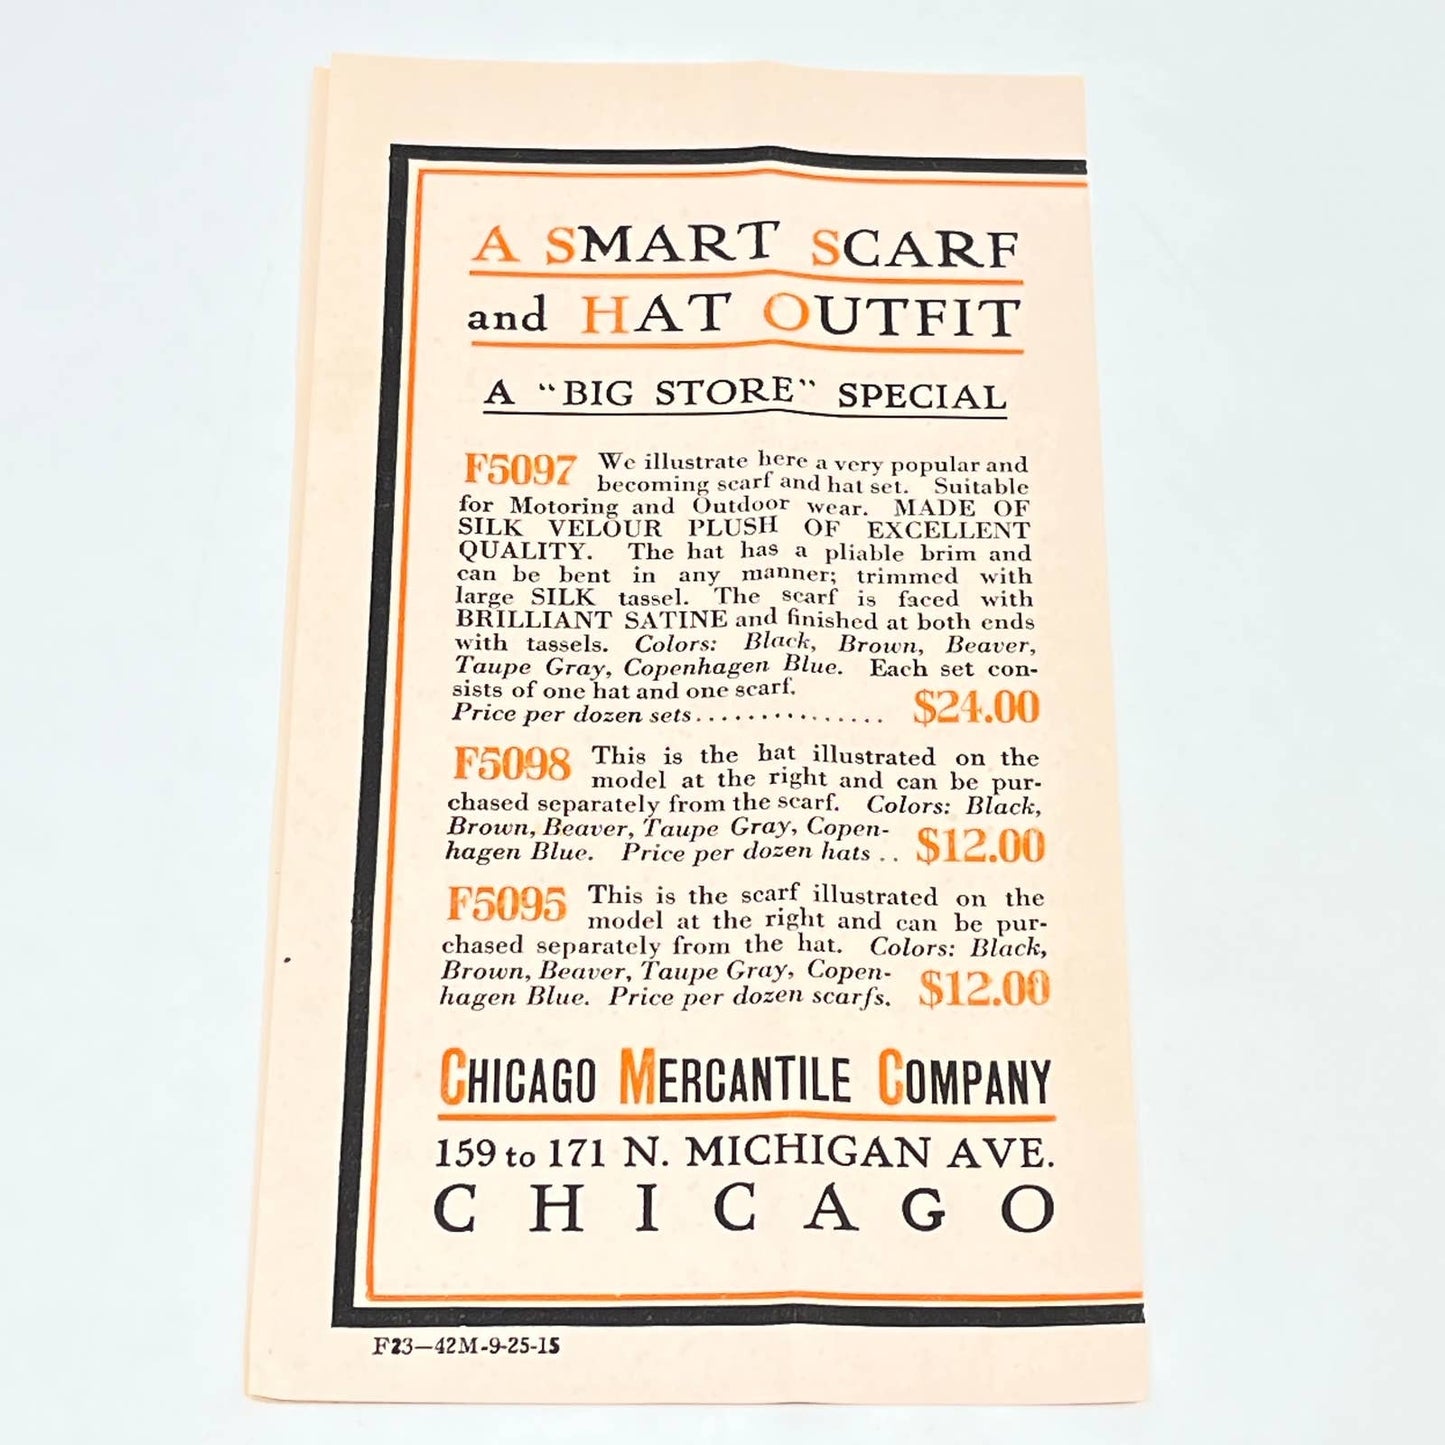 A SMART SCARF
and HAT OUTFIT
A "BIG STORE" SPECIAL
F5097 We illustrate here a very popular and
becoming scarf and hat set. Suitable
for Motoring and Outdoor wear. MADE OF
SILK VELOUR PLUSH OF EXCELLENT
QUALITY. The hat has a pliable brim and
can be bent in any manner; trimmed with
large SILK tassel. The scarf is faced with
BRILLIANT SATINE and finished at both ends
with tassels. Colors: Black, Brown, Beaver,
Taupe Gray, Copenhagen Blue. Each set con-
sists of one hat and one scarf.
Price per dozen sets............... $24.00
F5098 This is the hat illustrated on the
model at the right and can be pur-
chased separately from the scarf. Colors: Black,
Brown, Beaver, Taupe Gray, Copen-
hagen Blue. Price per dozen hats .. $12.00
F5095 This is the scarf illustrated on the
model at the right and can be pur-
chased separately from the hat. Colors: Black,
Brown, Beaver, Taupe Gray, Copen-
hagen Blue. Price per dozen scarfs. $12.00
CHICAGO MERCANTILE COMPANY
159 to 171 N. MICHIGAN AVE.
CHICAGO
F23—42M-9-25-15